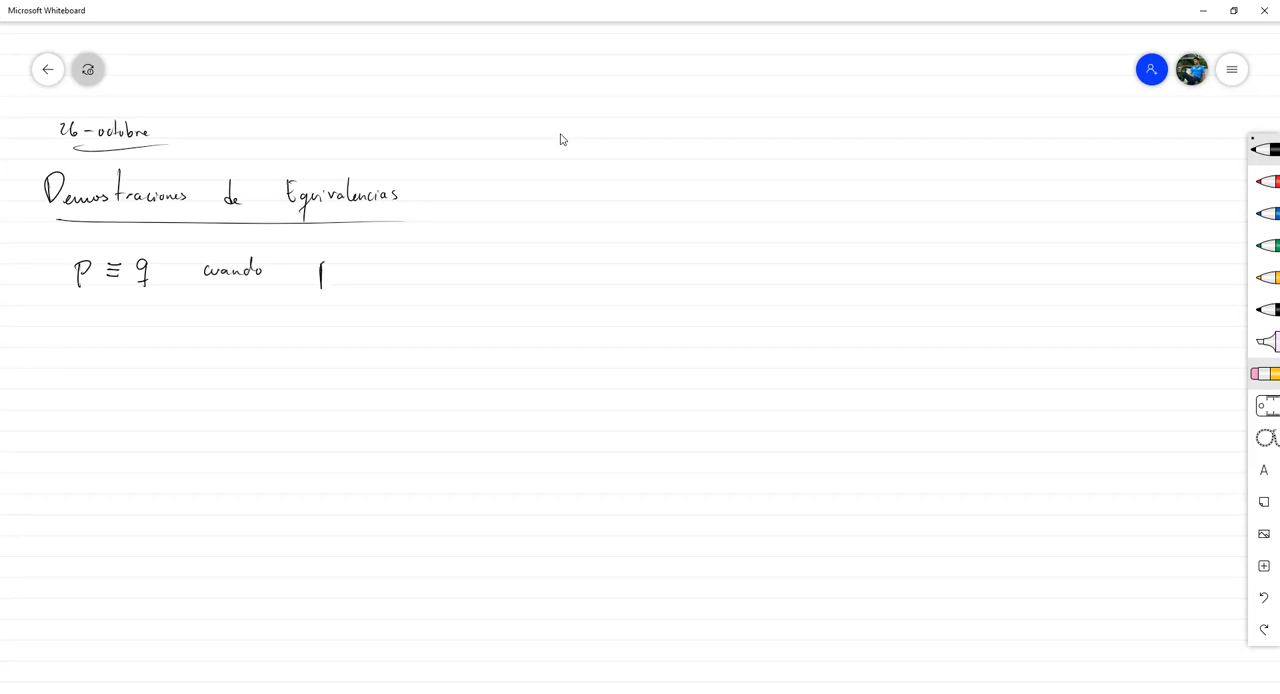 Microsoft Whiteboard
26-octubre
Demostraciones de Equivalencias
p ≡ q cuando
A